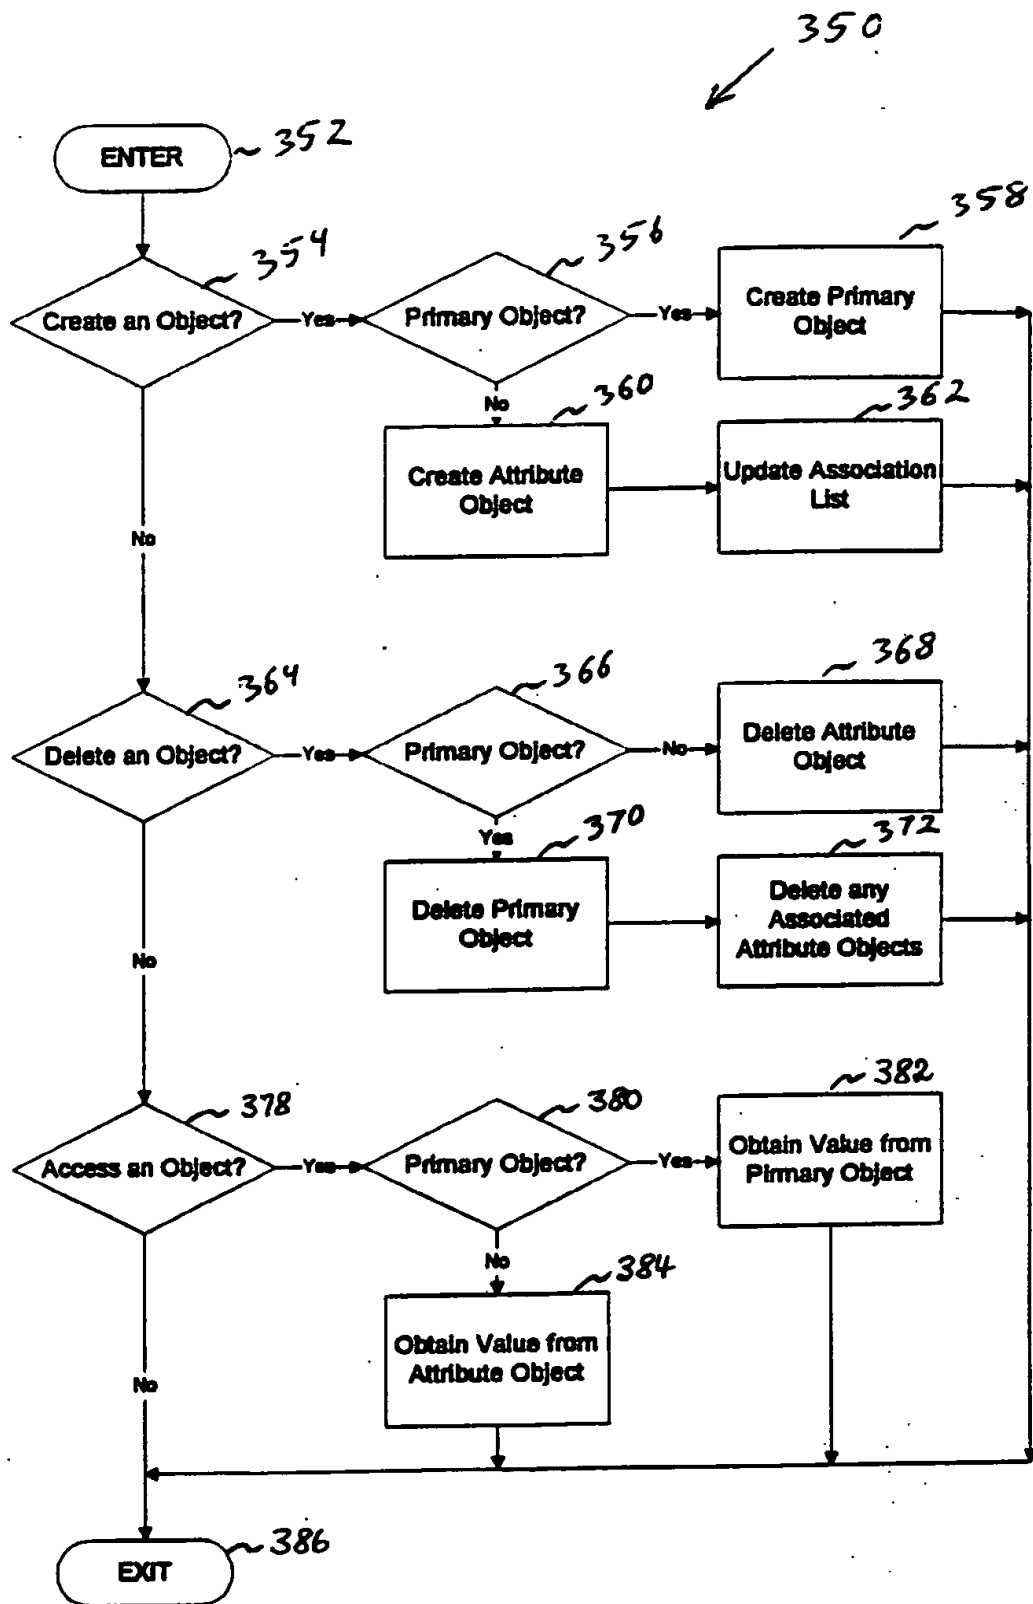 350
ENTER
352
354
Create an Object?
Yes
356
Primary Object?
Yes
358
Create Primary
Object
No
360
Create Attribute
Object
362
Update Association
List
No
364
Delete an Object?
Yes
366
Primary Object?
No
368
Delete Attribute
Object
Yes
370
Delete Primary
Object
372
Delete any
Associated
Attribute Objects
No
378
Access an Object?
Yes
380
Primary Object?
Yes
382
Obtain Value from
Pirmary Object
No
384
Obtain Value from
Attribute Object
No
EXIT
386